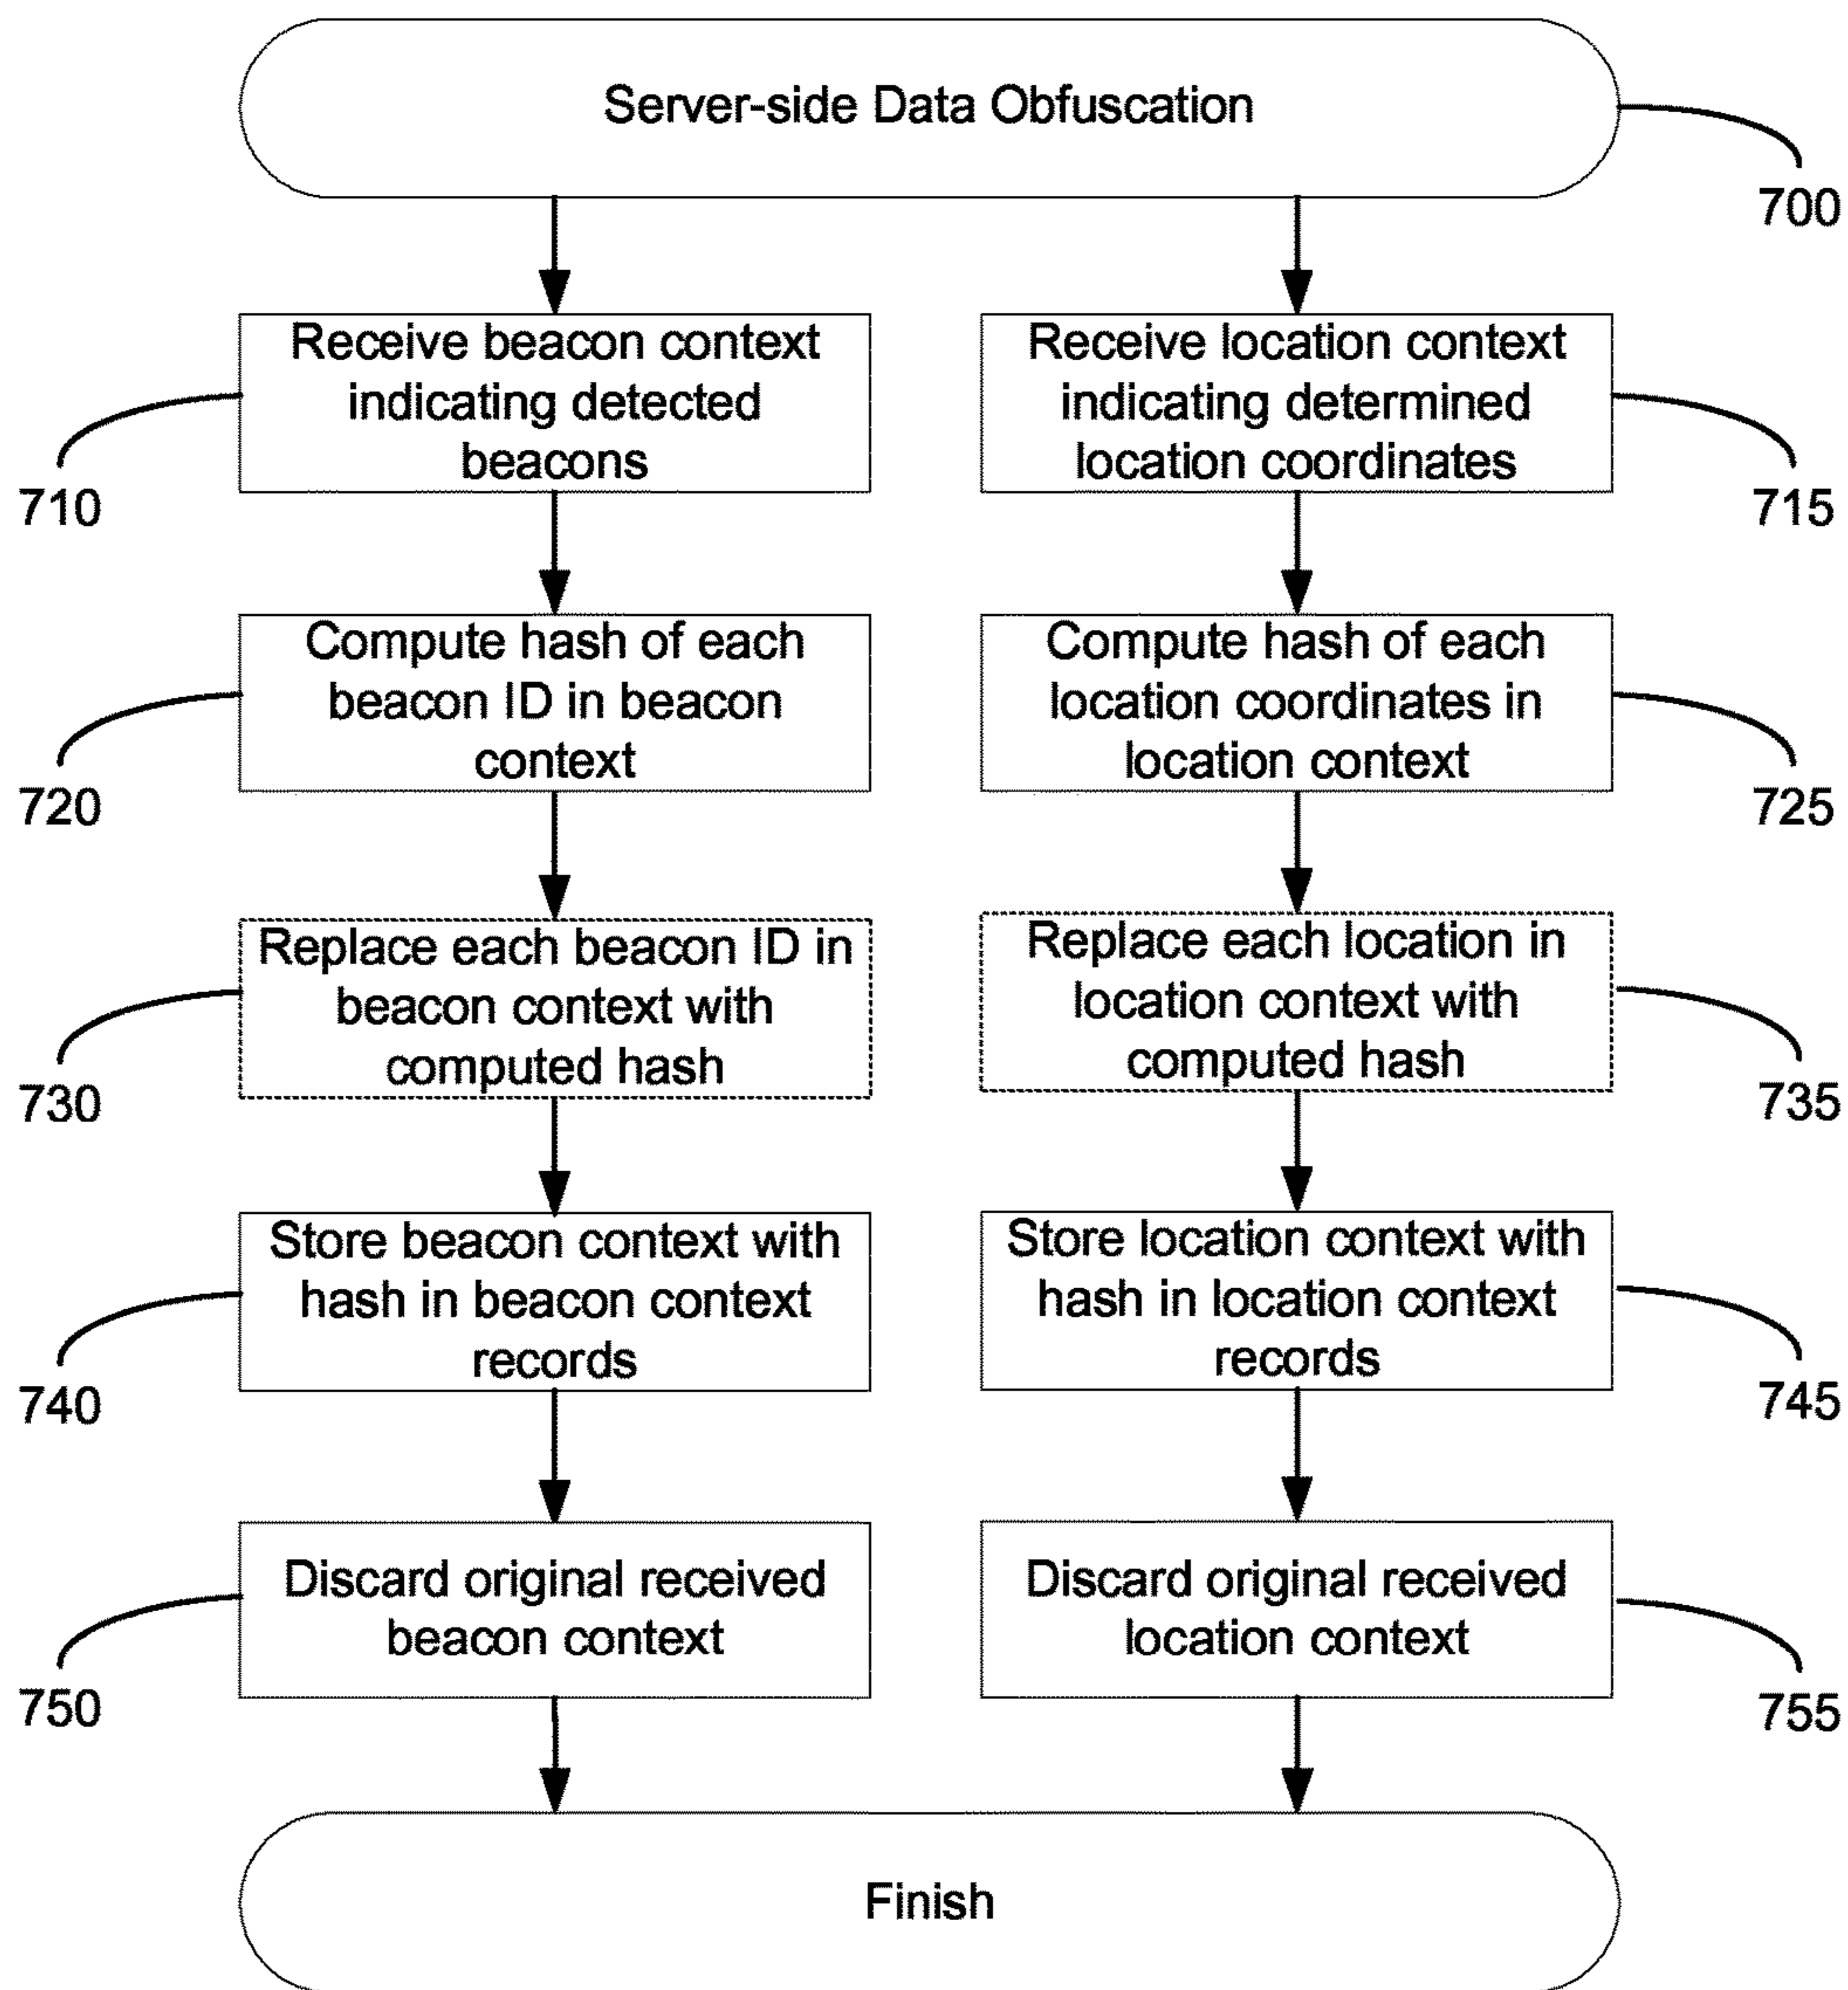 Server-side Data Obfuscation
700
Receive beacon context
indicating detected
beacons
710
Receive location context
indicating determined
location coordinates
715
Compute hash of each
beacon ID in beacon
context
720
Compute hash of each
location coordinates in
location context
725
Replace each beacon ID in
beacon context with
computed hash
730
Replace each location in
location context with
computed hash
735
Store beacon context with
hash in beacon context
records
740
Store location context with
hash in location context
records
745
Discard original received
beacon context
750
Discard original received
location context
755
Finish